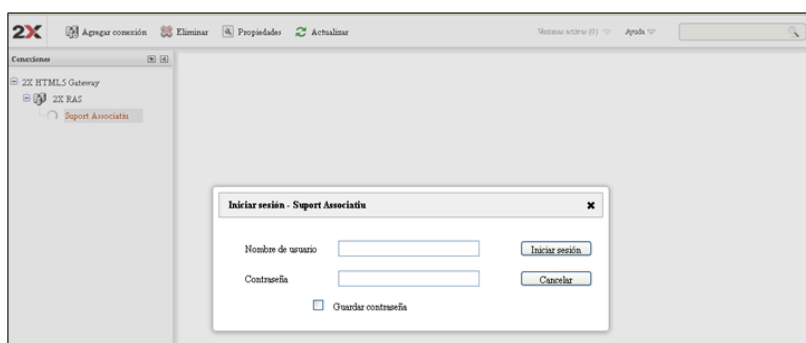 2X Agregar conexión Eliminar Propiedades Actualizar Ventanas activas (0) Ayuda
Conexiones
2X HTML5 Gateway
2X RAS
Suport Associatiu
Iniciar sesión - Suport Associatiu
Nombre de usuario Iniciar sesión
Contraseña Cancelar
Guardar contraseña